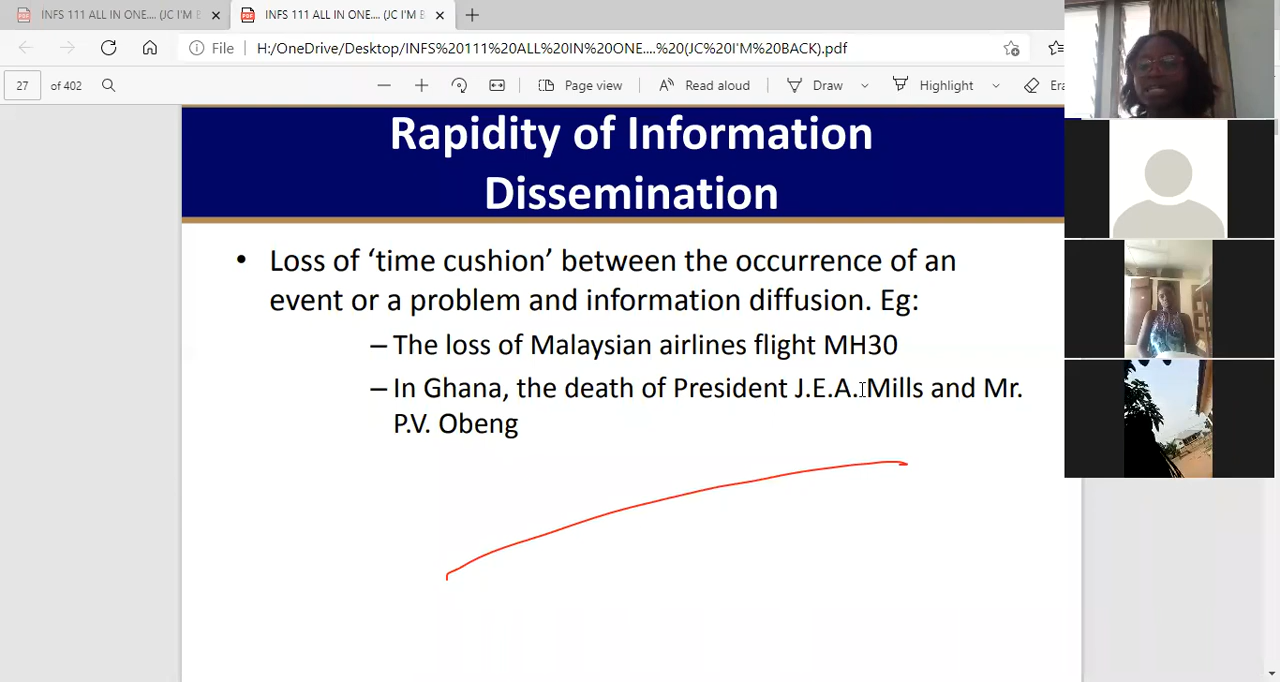 INFS 111 ALL IN ONE.... (JC I'M B
INFS 111 ALL IN ONE.... (JC I'M B
File
H:/OneDrive/Desktop/INFS%20111%20ALL%20IN%20ONE....%20(JC%20I'M%20BACK).pdf
27 of 402
Page view
Read aloud
Draw
Highlight
Era
Rapidity of Information
Dissemination
• Loss of ‘time cushion’ between the occurrence of an
event or a problem and information diffusion. Eg:
– The loss of Malaysian airlines flight MH30
– In Ghana, the death of President J.E.A. Mills and Mr.
P.V. Obeng